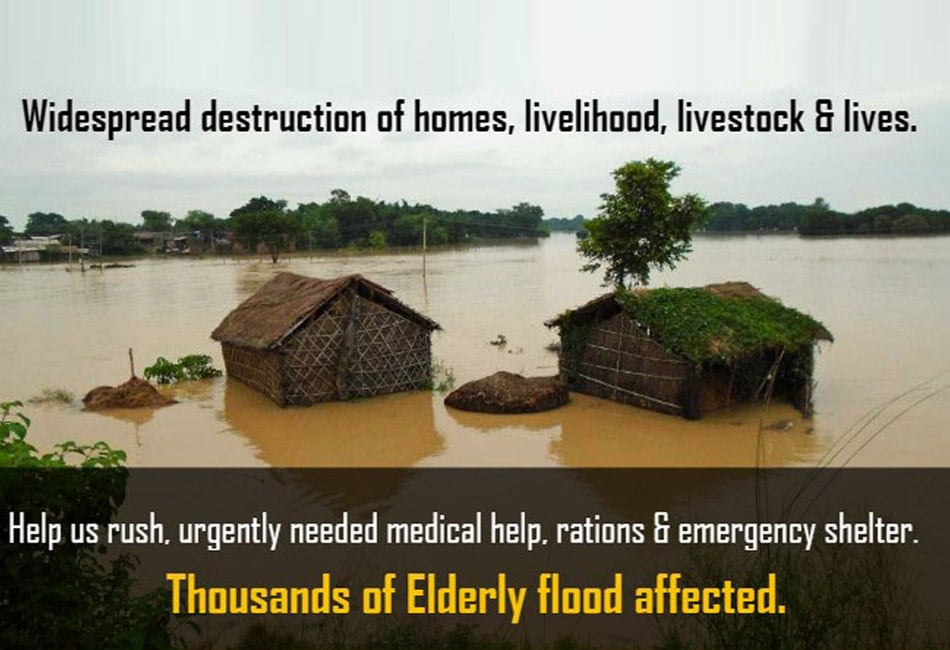 Widespread destruction of homes, livelihood, livestock & lives.
Help us rush, urgently needed medical help, rations & emergency shelter.
Thousands of Elderly flood affected.